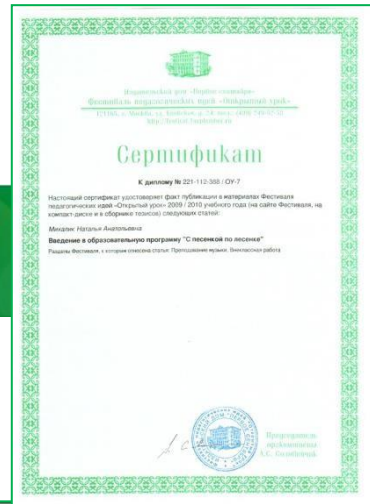 Издательский дом «Первое сентября»
Фестиваль педагогических идей «Открытый урок»
Сертификат
К диплому № 221-112-386 / ОУ-7
Настоящий сертификат удостоверяет факт публикации в материалах Фестиваля
педагогических идей «Открытый урок» 2009 / 2010 учебного года (на сайте Фестиваля, на
компакт-диске и в сборнике тезисов) следующих статей:
Михалик Наталья Анатольевна
Введение в образовательную программу "С песенкой по лесенке"
Разделы Фестиваля, к которым отнесена статья: Преподавание музыки. Внеклассная работа
Председатель
оргкомитета